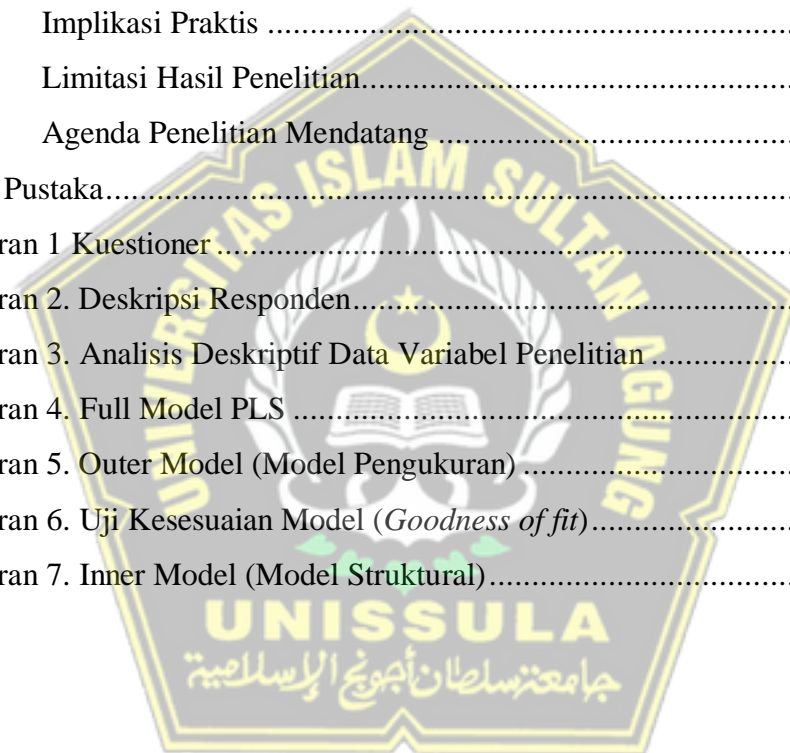 Implikasi Praktis ........................................................
Limitasi Hasil Penelitian........................................................
Agenda Penelitian Mendatang ........................................................
Pustaka........................................................
ran 1 Kuestioner ........................................................
ran 2. Deskripsi Responden........................................................
ran 3. Analisis Deskriptif Data Variabel Penelitian ........................................................
ran 4. Full Model PLS ........................................................
ran 5. Outer Model (Model Pengukuran) ........................................................
ran 6. Uji Kesesuaian Model (Goodness of fit)........................................................
ran 7. Inner Model (Model Struktural)........................................................
UNIVERSITAS ISLAM SULTAN AGUNG
UNISSULA
جامعة سلطان أجونج الإسلامية